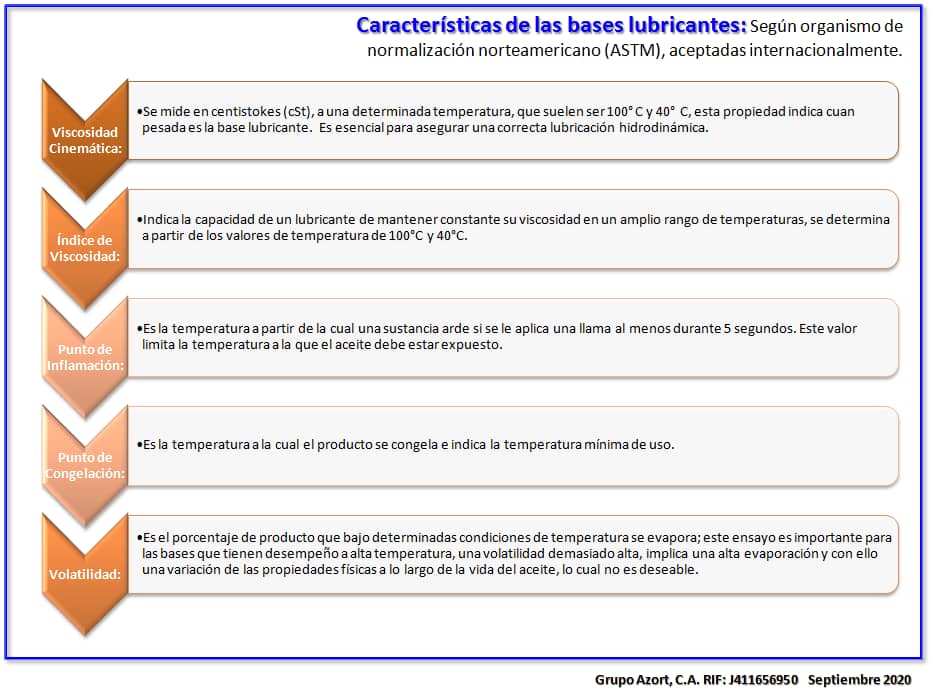 Características de las bases lubricantes: Según organismo de
normalización norteamericano (ASTM), aceptadas internacionalmente.
Viscosidad
Cinemática:
•Se mide en centistokes (cSt), a una determinada temperatura, que suelen ser 100° C y 40° C, esta propiedad indica cuan
pesada es la base lubricante. Es esencial para asegurar una correcta lubricación hidrodinámica.
Índice de
Viscosidad:
•Indica la capacidad de un lubricante de mantener constante su viscosidad en un amplio rango de temperaturas, se determina
a partir de los valores de temperatura de 100°C y 40°C.
Punto de
Inflamación:
•Es la temperatura a partir de la cual una sustancia arde si se le aplica una llama al menos durante 5 segundos. Este valor
limita la temperatura a la que el aceite debe estar expuesto.
Punto de
Congelación:
•Es la temperatura a la cual el producto se congela e indica la temperatura mínima de uso.
Volatilidad:
•Es el porcentaje de producto que bajo determinadas condiciones de temperatura se evapora; este ensayo es importante para
las bases que tienen desempeño a alta temperatura, una volatilidad demasiado alta, implica una alta evaporación y con ello
una variación de las propiedades físicas a lo largo de la vida del aceite, lo cual no es deseable.
Grupo Azort, C.A. RIF: J411656950 Septiembre 2020